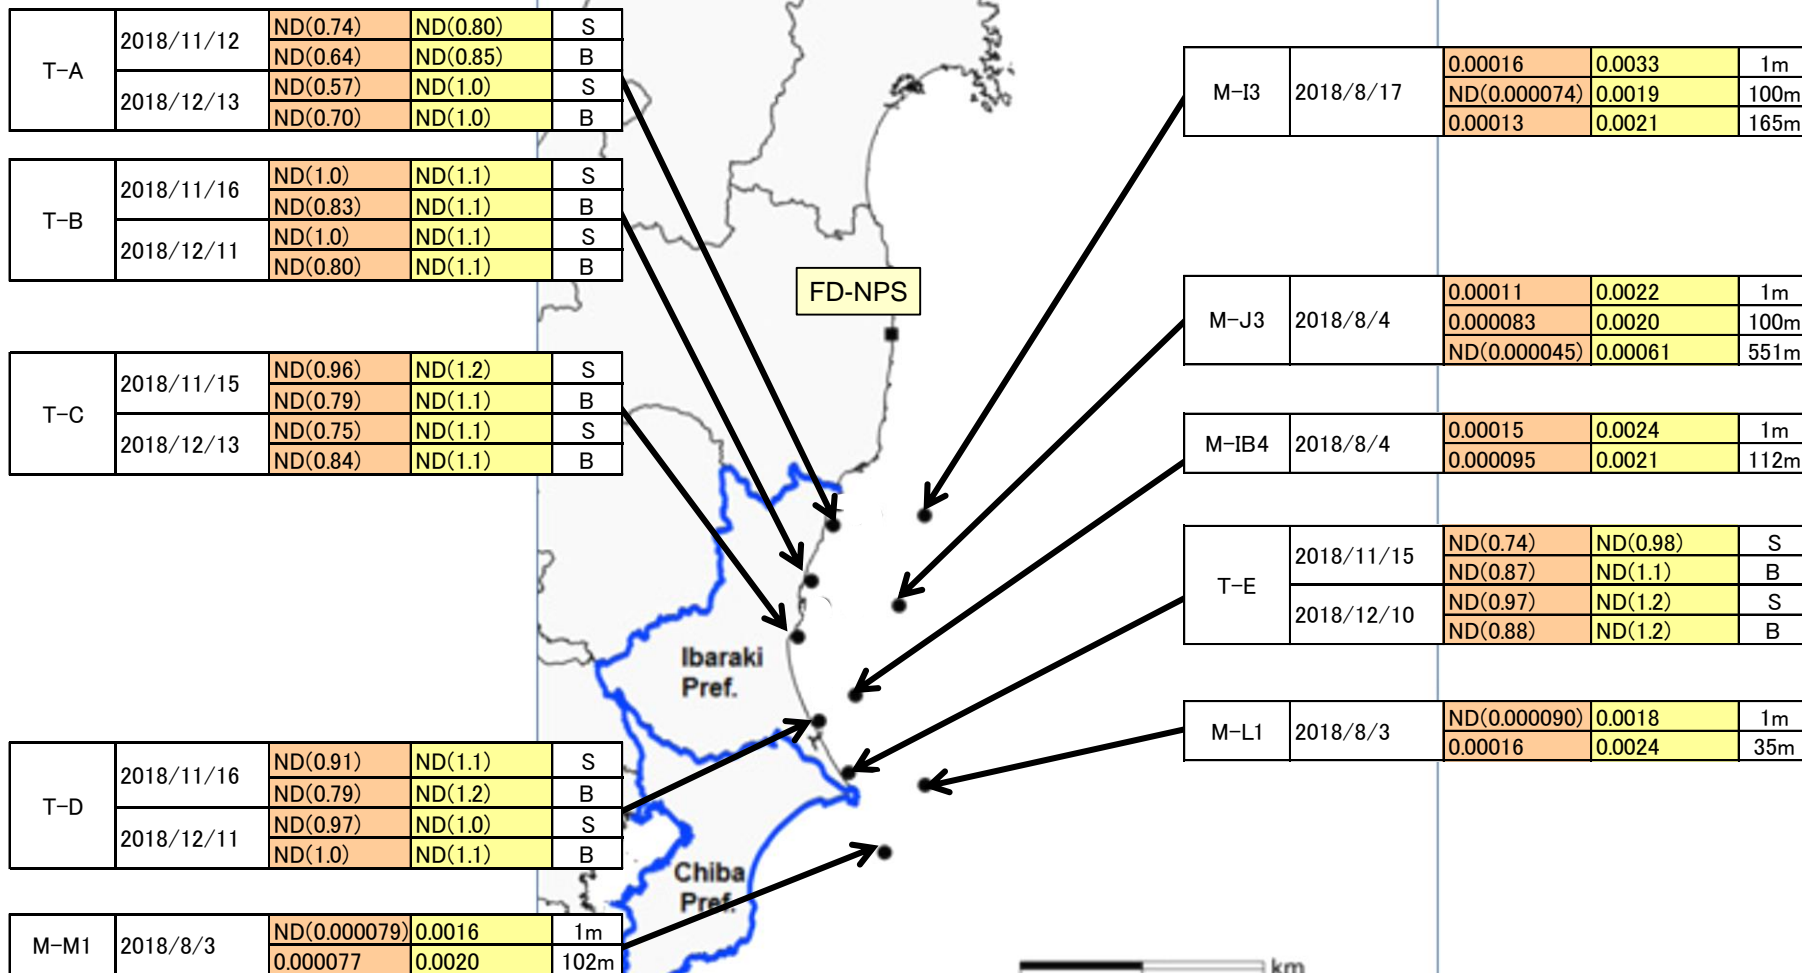 T-A 2018/11/12 ND(0.74) ND(0.80) S
ND(0.64) ND(0.85) B
2018/12/13 ND(0.57) ND(1.0) S
ND(0.70) ND(1.0) B
T-B 2018/11/16 ND(1.0) ND(1.1) S
ND(0.83) ND(1.1) B
2018/12/11 ND(1.0) ND(1.1) S
ND(0.80) ND(1.1) B
T-C 2018/11/15 ND(0.96) ND(1.2) S
ND(0.79) ND(1.1) B
2018/12/13 ND(0.75) ND(1.1) S
ND(0.84) ND(1.1) B
T-D 2018/11/16 ND(0.91) ND(1.1) S
ND(0.79) ND(1.2) B
2018/12/11 ND(0.97) ND(1.0) S
ND(1.0) ND(1.1) B
M-M1 2018/8/3 ND(0.000079) 0.0016 1m
0.000077 0.0020 102m
FD-NPS
Ibaraki
Pref.
Chiba
Pref.
M-I3 2018/8/17 0.00016 0.0033 1m
ND(0.000074) 0.0019 100m
0.00013 0.0021 165m
M-J3 2018/8/4 0.00011 0.0022 1m
0.000083 0.0020 100m
ND(0.000045) 0.00061 551m
M-IB4 2018/8/4 0.00015 0.0024 1m
0.000095 0.0021 112m
T-E 2018/11/15 ND(0.74) ND(0.98) S
ND(0.87) ND(1.1) B
2018/12/10 ND(0.97) ND(1.2) S
ND(0.88) ND(1.2) B
M-L1 2018/8/3 ND(0.000090) 0.0018 1m
0.00016 0.0024 35m
km